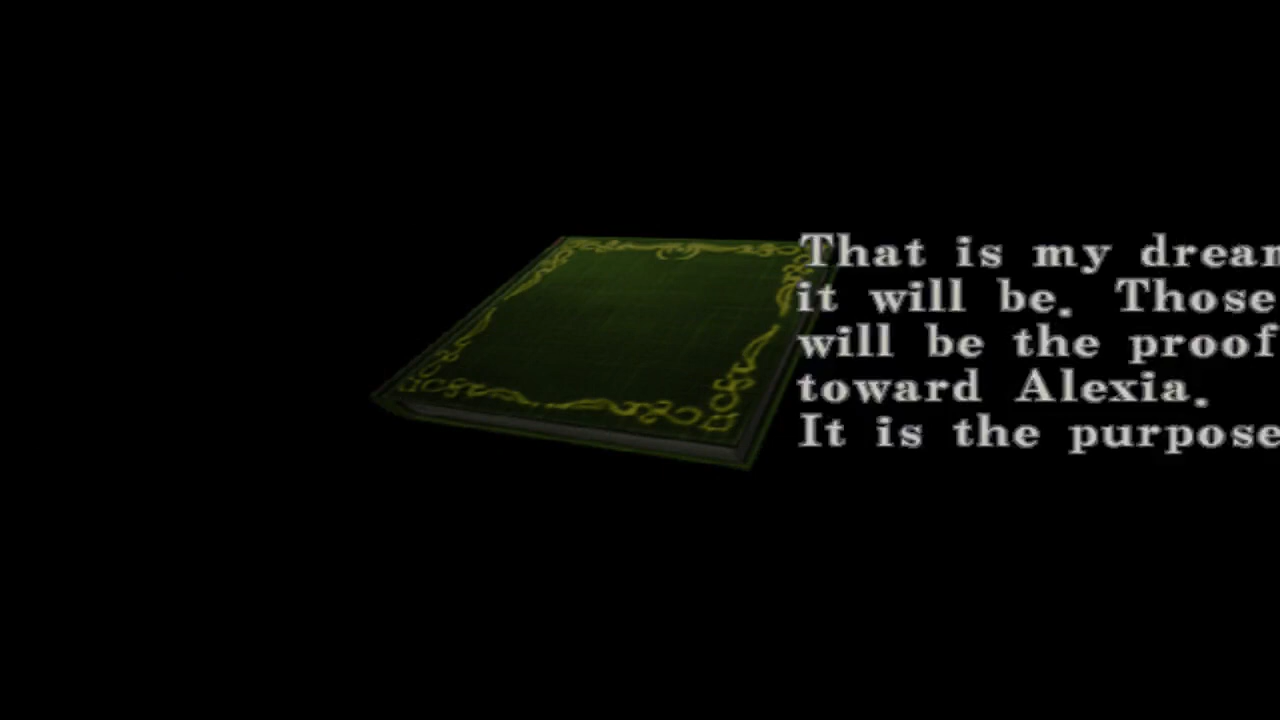 That is my drea
it will be. Those
will be the proof
toward Alexia.
It is the purpose